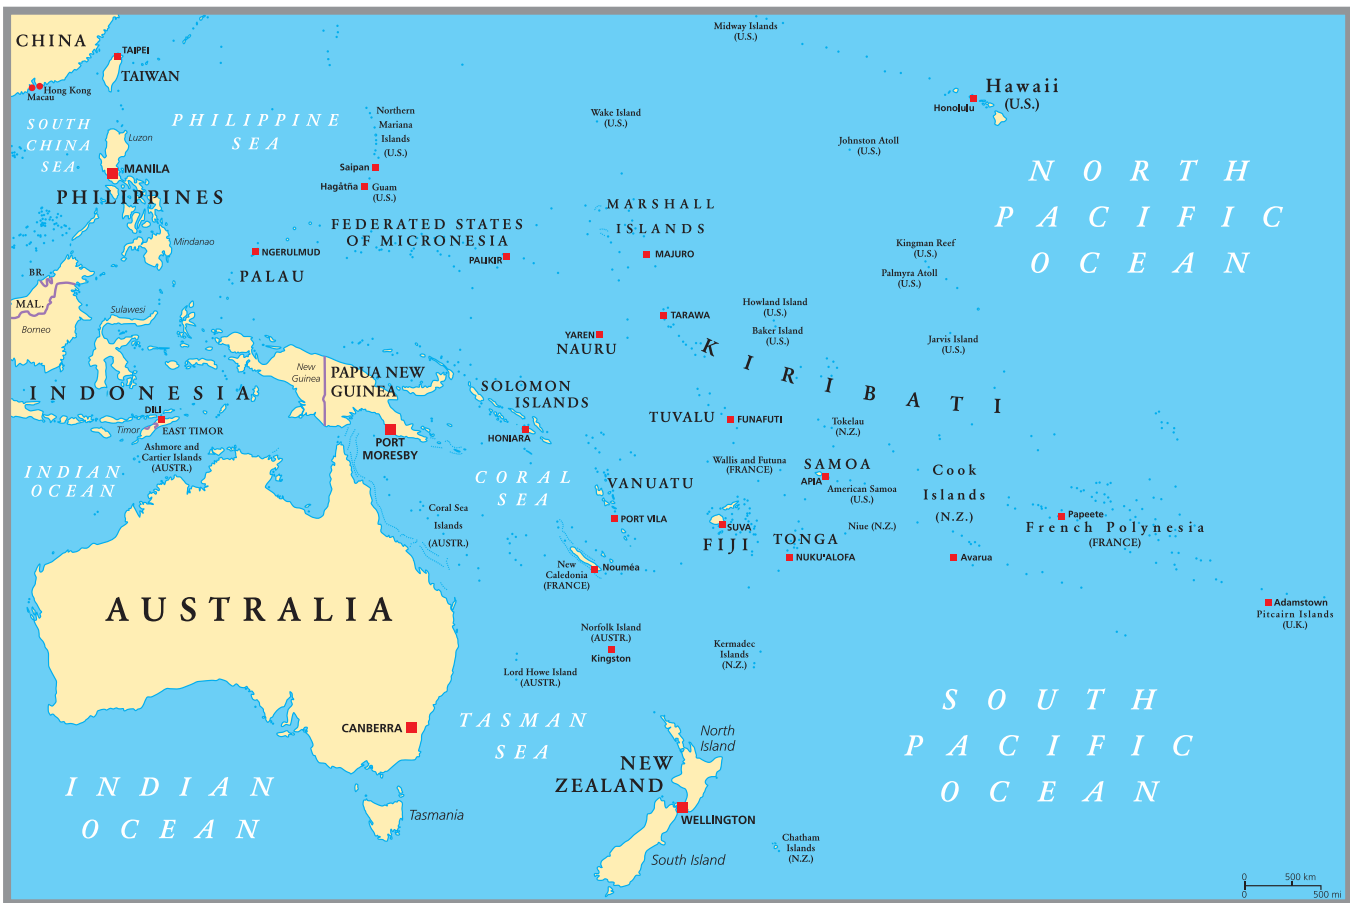 CHINA
TAIPEI
TAIWAN
Hong Kong
Macau
SOUTH
CHINA
SEA
PHILIPPINE
SEA
Luzon
MANILA
PHILIPPINES
Mindanao
Northern
Mariana
Islands
(U.S.)
Saipan
Hagåtña
Guam
(U.S.)
Midway Islands
(U.S.)
Wake Island
(U.S.)
Hawaii
(U.S.)
Honolulu
Johnston Atoll
(U.S.)
NORTH
PACIFIC
OCEAN
MARSHALL
ISLANDS
MAJURO
FEDERATED STATES
OF MICRONESIA
PALIKIR
NGERULMUD
PALAU
Kingman Reef
(U.S.)
Palmyra Atoll
(U.S.)
BR.
MAL.
Borneo
Sulawesi
Howland Island
(U.S.)
Baker Island
(U.S.)
Jarvis Island
(U.S.)
TARAWA
YAREN
NAURU
KIRIBATI
INDONESIA
New
Guinea
PAPUA NEW
GUINEA
PORT
MORESBY
SOLOMON
ISLANDS
HONIARA
TUVALU
FUNAFUTI
Tokelau
(N.Z.)
DILI
Timor
EAST TIMOR
Ashmore and
Cartier Islands
(AUSTR.)
INDIAN
OCEAN
CORAL
SEA
Coral Sea
Islands
(AUSTR.)
Wallis and Futuna
(FRANCE)
SAMOA
APIA
American Samoa
(U.S.)
Cook
Islands
(N.Z.)
VANUATU
PORT VILA
SUVA
FIJI
TONGA
Niue (N.Z.)
NUKU'ALOFA
Avarua
Papeete
French Polynesia
(FRANCE)
New
Caledonia
(FRANCE)
Nouméa
Adamstown
Pitcairn Islands
(U.K.)
AUSTRALIA
Norfolk Island
(AUSTR.)
Kingston
Kermadec
Islands
(N.Z.)
Lord Howe Island
(AUSTR.)
CANBERRA
TASMAN
SEA
SOUTH
PACIFIC
OCEAN
North
Island
NEW
ZEALAND
WELLINGTON
South Island
Chatham
Islands
(N.Z.)
INDIAN
OCEAN
Tasmania
0 500 km
0 500 mi